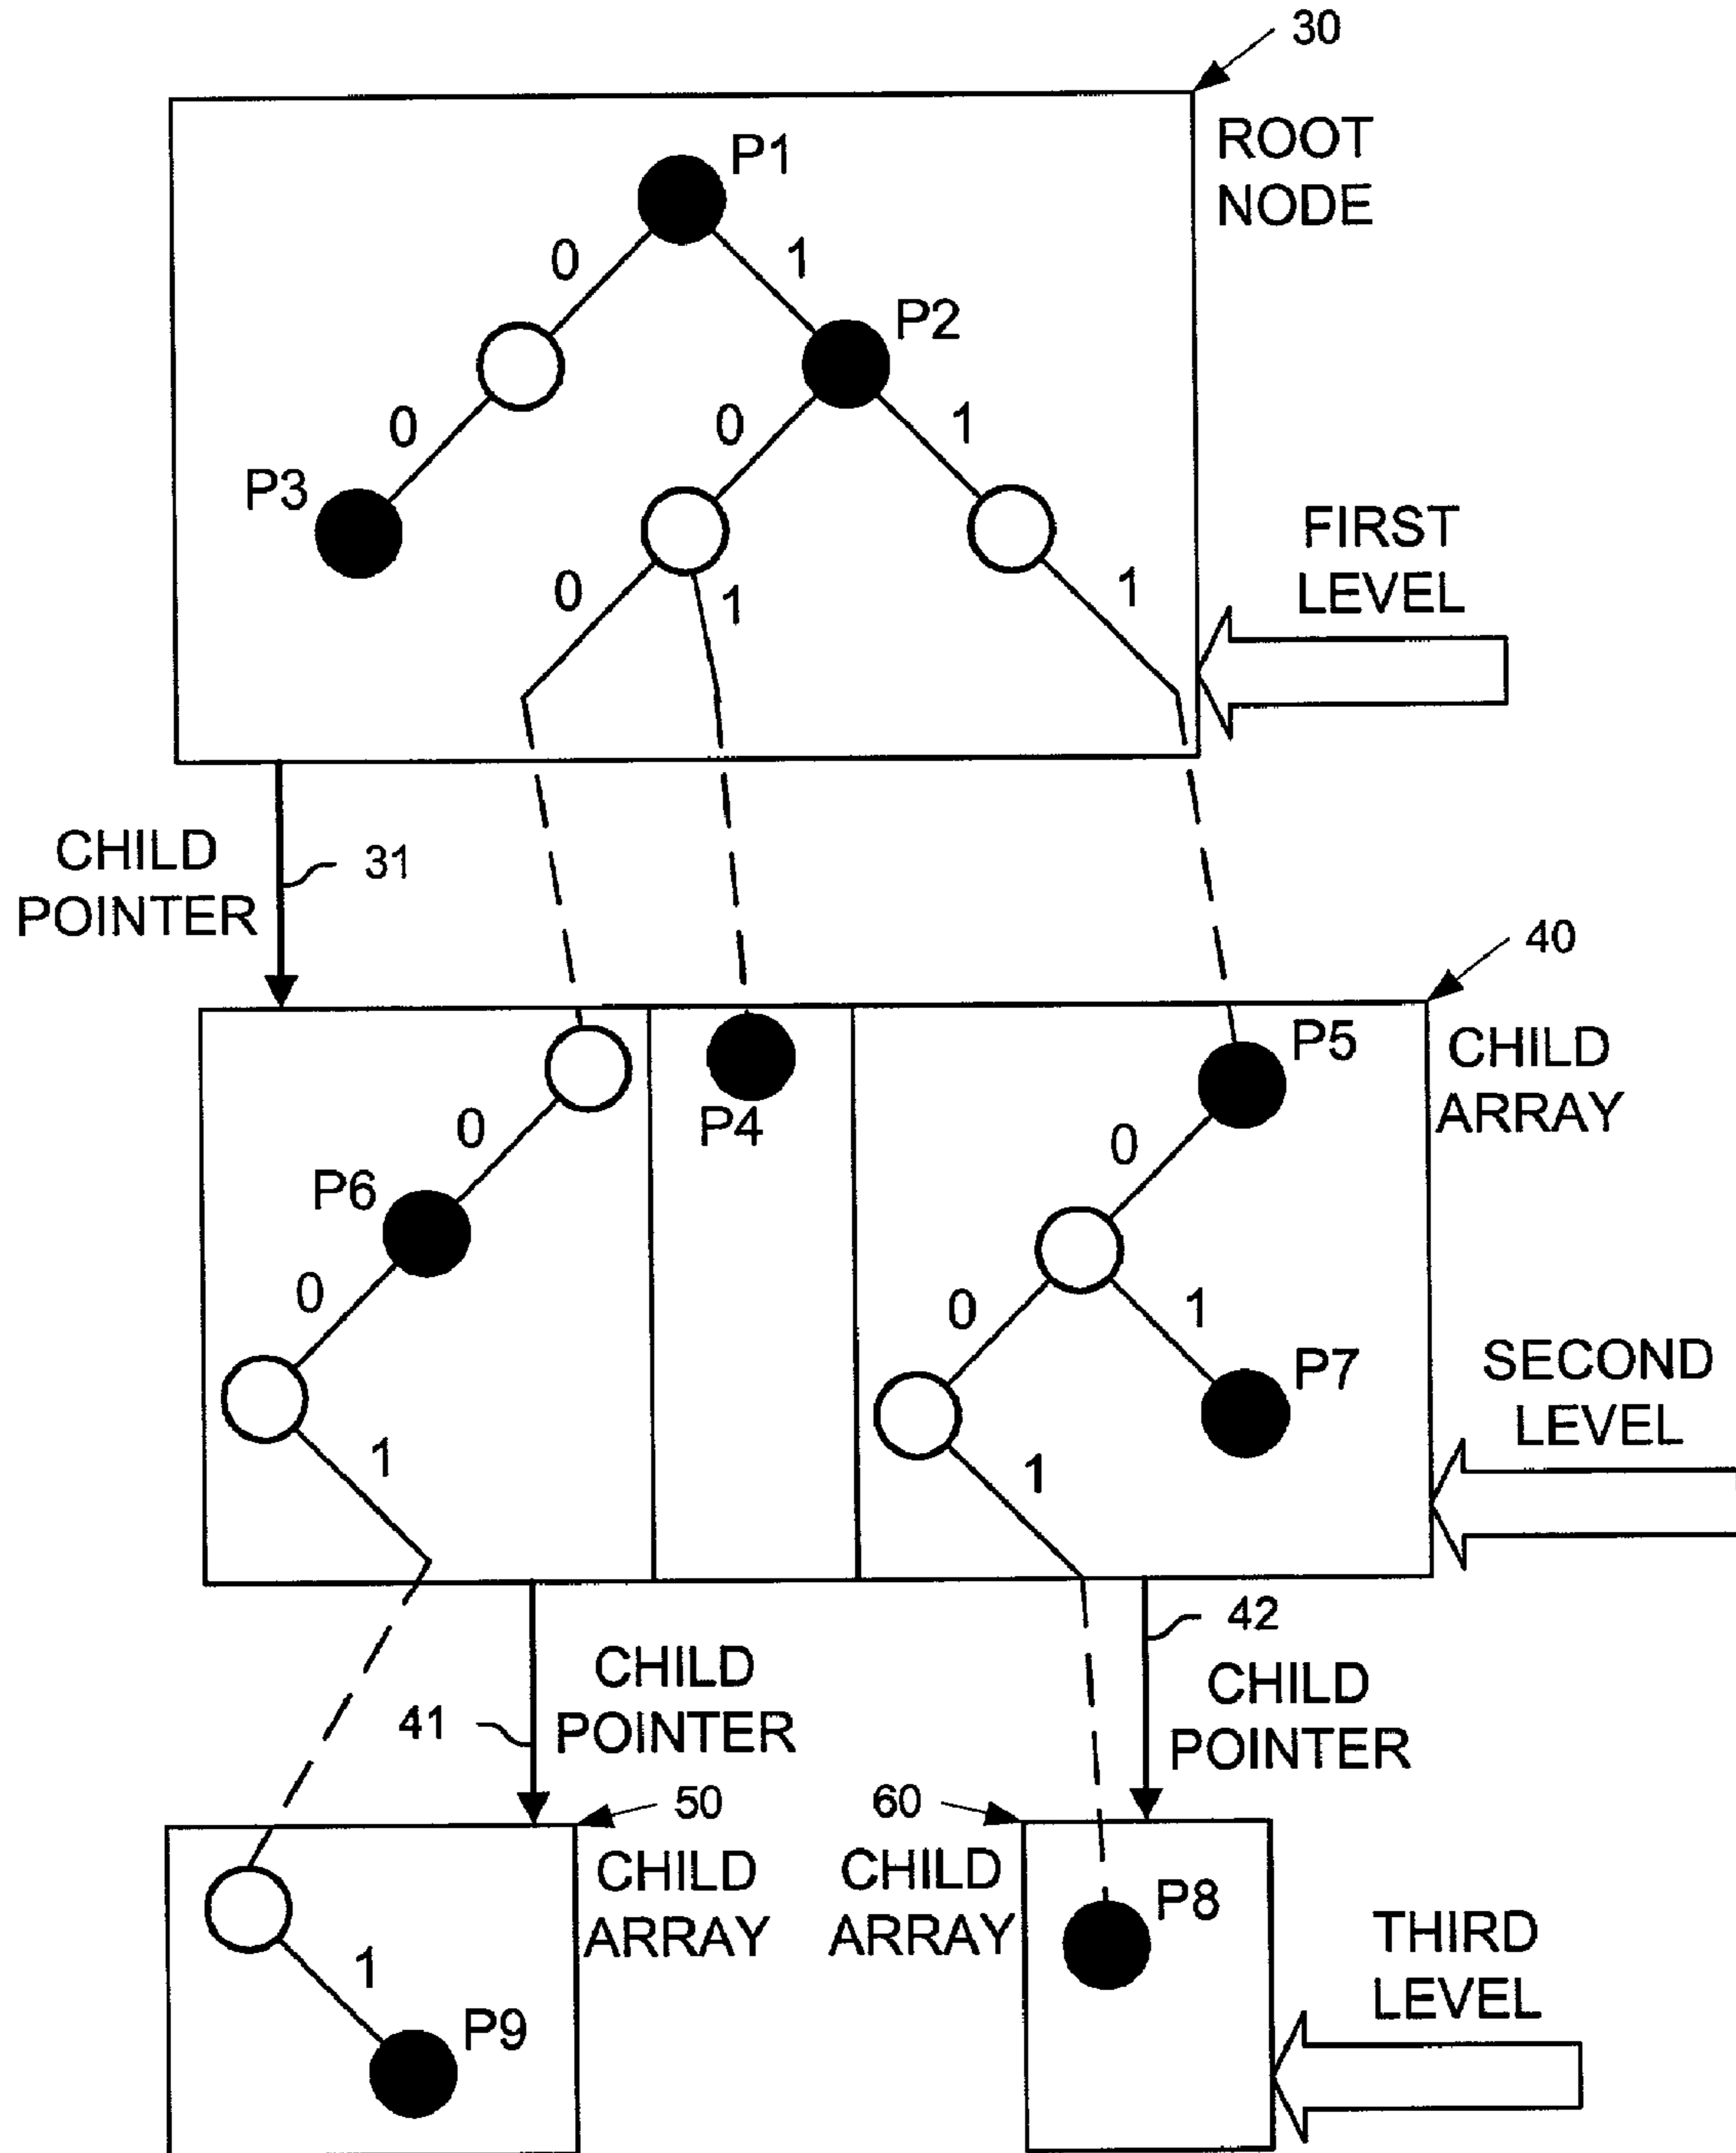 30
ROOT
NODE
P1
0
1
P2
0
0
1
P3
0
1
1
FIRST
LEVEL
CHILD
POINTER
31
40
CHILD
ARRAY
P5
P4
0
0
P6
0
0
1
P7
1
1
SECOND
LEVEL
42
CHILD
POINTER
41
CHILD
POINTER
50
CHILD
ARRAY
60
CHILD
ARRAY
P8
1
P9
THIRD
LEVEL